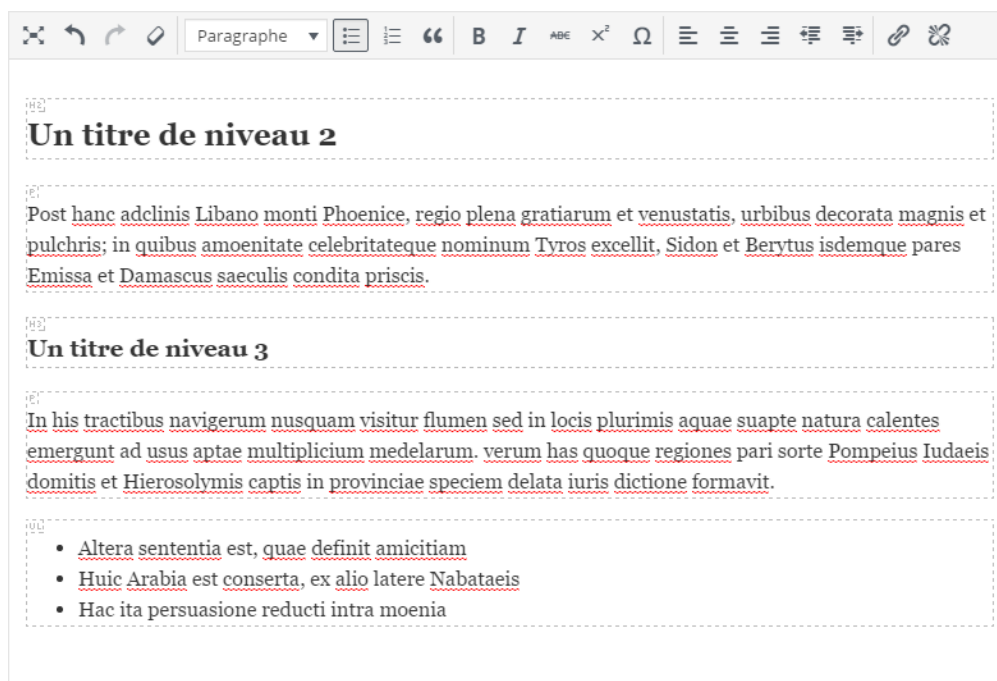 Paragraphe
B I ABC x² Ω
H2
Un titre de niveau 2
P
Post hanc adclinis Libano monti Phoenice, regio plena gratiarum et venustatis, urbibus decorata magnis et
pulchris; in quibus amoenitate celebritateque nominum Tyros excellit, Sidon et Berytus isdemque pares
Emissa et Damascus saeculis condita priscis.
H3
Un titre de niveau 3
P
In his tractibus navigerum nusquam visitur flumen sed in locis plurimis aquae suapte natura calentes
emergunt ad usus aptae multiplicium medelarum. verum has quoque regiones pari sorte Pompeius Iudaeis
domitis et Hierosolymis captis in provinciae speciem delata iuris dictione formavit.
UL
• Altera sententia est, quae definit amicitiam
• Huic Arabia est conserta, ex alio latere Nabataeis
• Hac ita persuasione reducti intra moenia